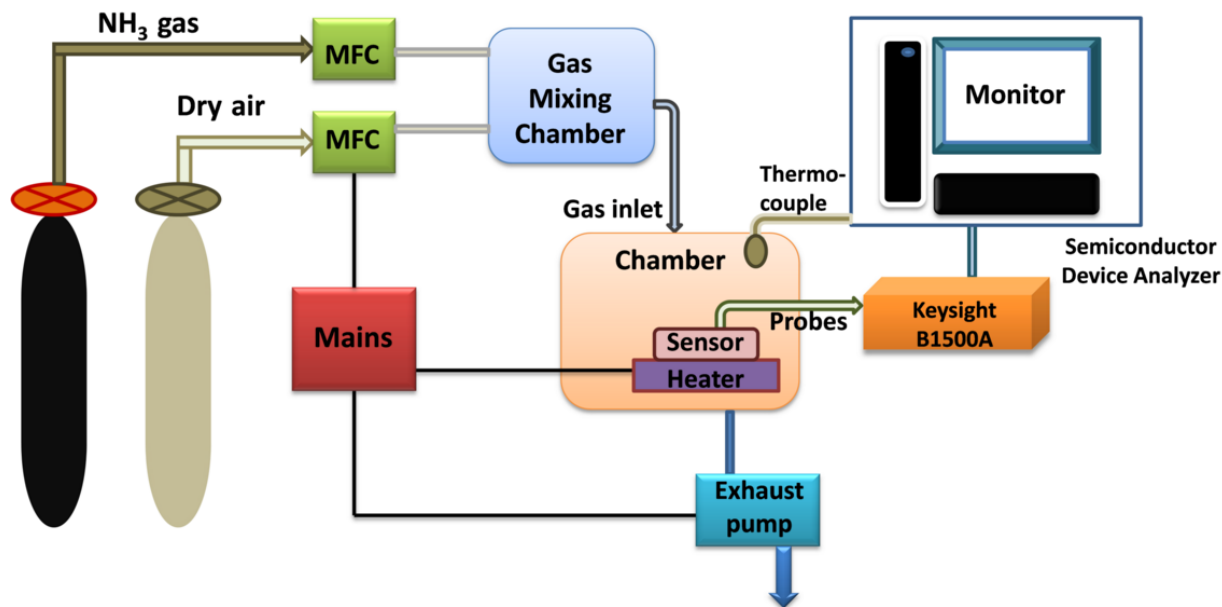 NH₃ gas
MFC
Dry air
MFC
Gas
Mixing
Chamber
Monitor
Thermo-
couple
Gas inlet
Semiconductor
Device Analyzer
Chamber
Keysight
B1500A
Probes
Sensor
Heater
Mains
Exhaust
pump